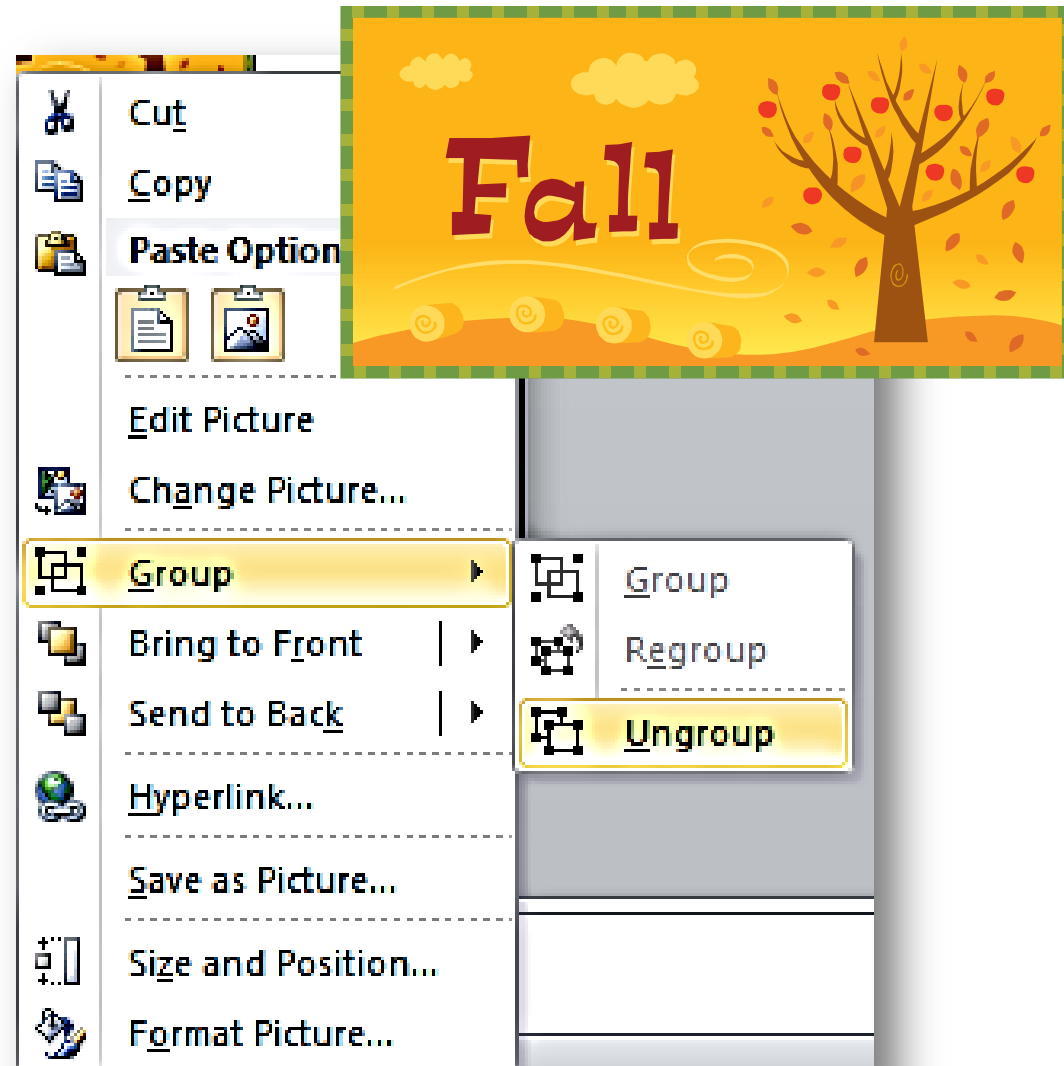 Fall
Cut
Copy
Paste Option
Edit Picture
Change Picture...
Group
Bring to Front
Send to Back
Hyperlink...
Save as Picture...
Size and Position...
Format Picture...
Group
Regroup
Ungroup